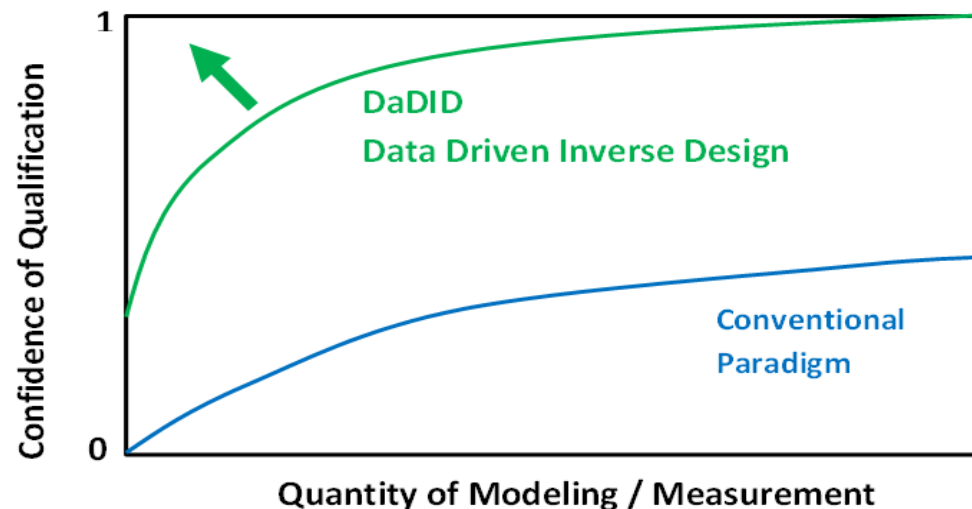 1
Confidence of Qualification
DaDID
Data Driven Inverse Design
Conventional
Paradigm
0
Quantity of Modeling / Measurement